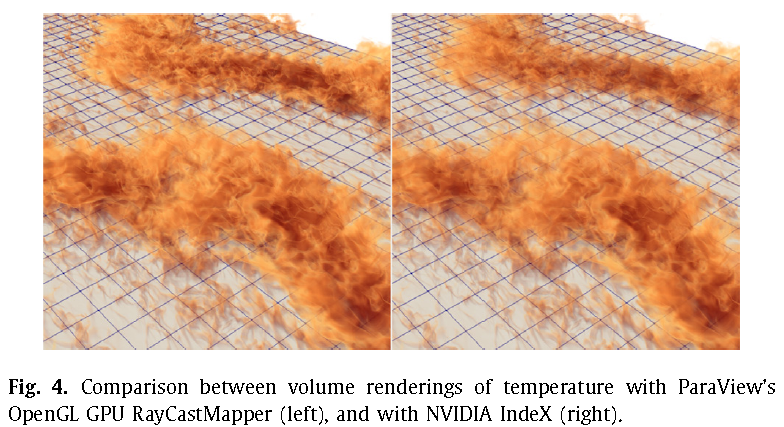 Fig. 4. Comparison between volume renderings of temperature with ParaView's
OpenGL GPU RayCastMapper (left), and with NVIDIA IndeX (right).